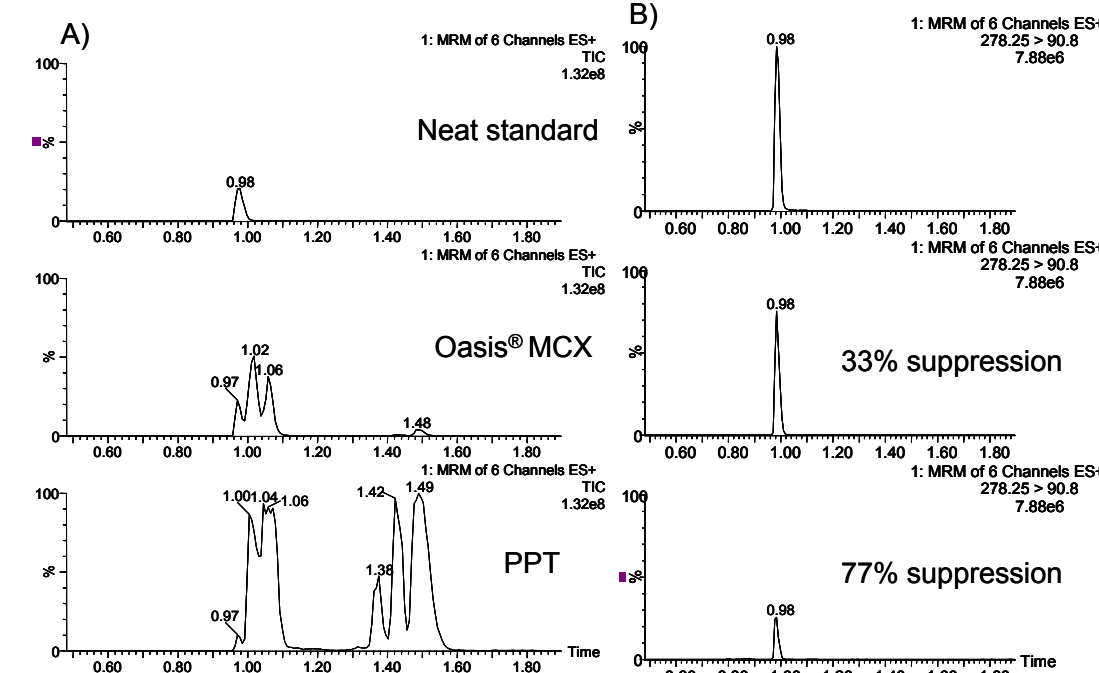 A)
1: MRM of 6 Channels ES+
TIC
1.32e8
100
%
0
0.98
Neat standard
0.60 0.80 1.00 1.20 1.40 1.60 1.80
1: MRM of 6 Channels ES+
TIC
1.32e8
100
%
0
0.97
1.02
1.06
1.48
Oasis® MCX
0.60 0.80 1.00 1.20 1.40 1.60 1.80
1: MRM of 6 Channels ES+
TIC
1.32e8
100
%
0
0.97
1.00
1.04
1.06
1.38
1.42
1.49
PPT
0.60 0.80 1.00 1.20 1.40 1.60 1.80
Time
B)
1: MRM of 6 Channels ES+
278.25 > 90.8
7.88e6
100
%
0
0.98
0.60 0.80 1.00 1.20 1.40 1.60 1.80
1: MRM of 6 Channels ES+
278.25 > 90.8
7.88e6
100
%
0
0.98
33% suppression
0.60 0.80 1.00 1.20 1.40 1.60 1.80
1: MRM of 6 Channels ES+
278.25 > 90.8
7.88e6
100
%
0
0.98
77% suppression
Time